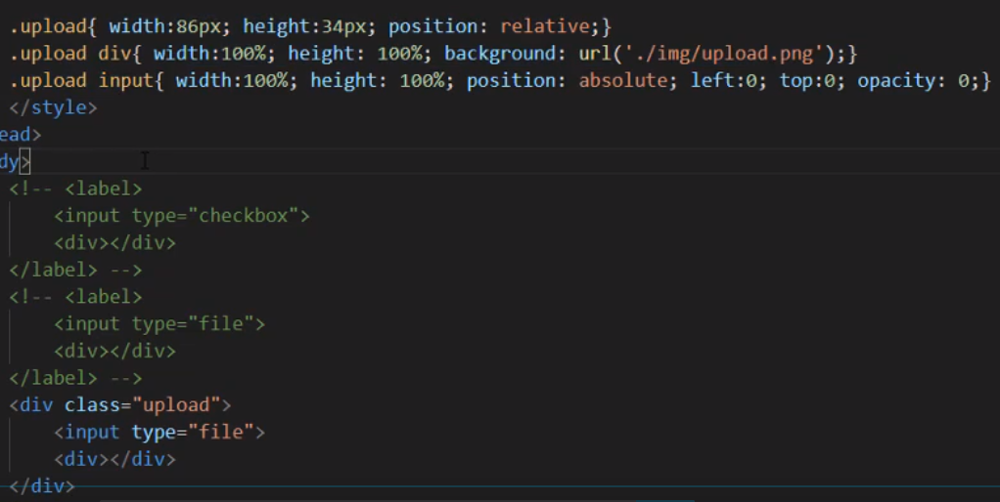 .upload{ width:86px; height:34px; position: relative;}
.upload div{ width:100%; height: 100%; background: url('./img/upload.png');}
.upload input{ width:100%; height: 100%; position: absolute; left:0; top:0; opacity: 0;}
</style>
ead>
dy>
<!-- <label>
<input type="checkbox">
<div></div>
</label> -->
<!-- <label>
<input type="file">
<div></div>
</label> -->
<div class="upload">
<input type="file">
<div></div>
</div>